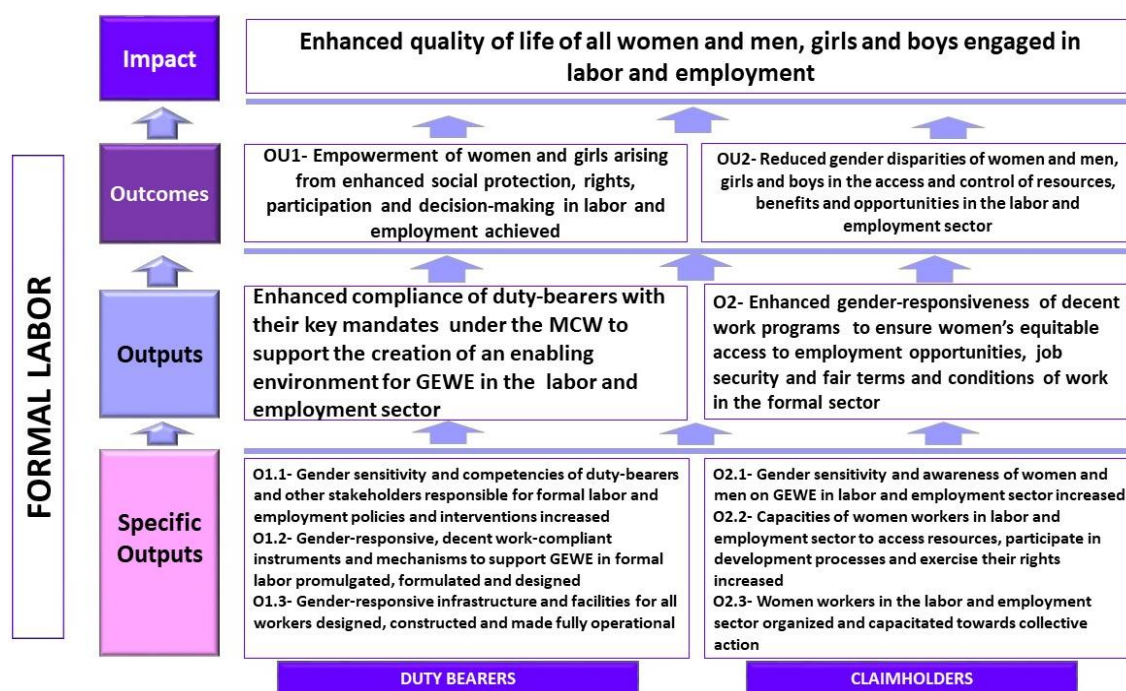 Impact
Enhanced quality of life of all women and men, girls and boys engaged in
labor and employment
FORMAL LABOR
Outcomes
OU1- Empowerment of women and girls arising
from enhanced social protection, rights,
participation and decision-making in labor and
employment achieved
OU2- Reduced gender disparities of women and men,
girls and boys in the access and control of resources,
benefits and opportunities in the labor and
employment sector
Outputs
Enhanced compliance of duty-bearers with
their key mandates under the MCW to
support the creation of an enabling
environment for GEWE in the labor and
employment sector
O2- Enhanced gender-responsiveness of decent
work programs to ensure women's equitable
access to employment opportunities, job
security and fair terms and conditions of work
in the formal sector
Specific
Outputs
O1.1- Gender sensitivity and competencies of duty-bearers
and other stakeholders responsible for formal labor and
employment policies and interventions increased
O1.2- Gender-responsive, decent work-compliant
instruments and mechanisms to support GEWE in formal
labor promulgated, formulated and designed
O1.3- Gender-responsive infrastructure and facilities for all
workers designed, constructed and made fully operational
O2.1- Gender sensitivity and awareness of women and
men on GEWE in labor and employment sector increased
O2.2- Capacities of women workers in labor and
employment sector to access resources, participate in
development processes and exercise their rights
increased
O2.3- Women workers in the labor and employment
sector organized and capacitated towards collective
action
DUTY BEARERS
CLAIMHOLDERS